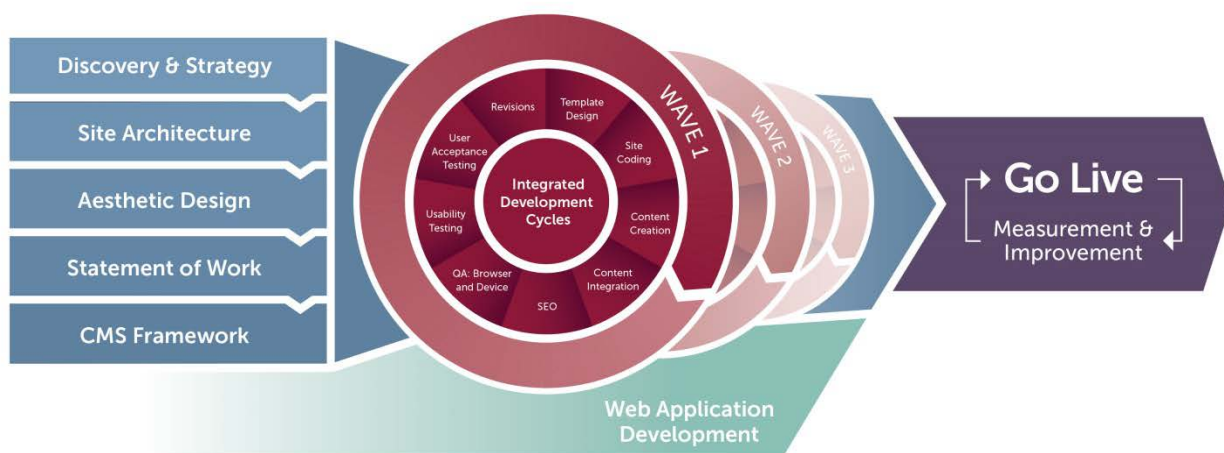 Discovery & Strategy
Site Architecture
Aesthetic Design
Statement of Work
CMS Framework
Integrated
Development
Cycles
Template
Design
Site
Coding
Content
Creation
Content
Integration
SEO
QA: Browser
and Device
Usability
Testing
User
Acceptance
Testing
Revisions
WAVE 1
WAVE 2
WAVE 3
Web Application
Development
Go Live
Measurement &
Improvement